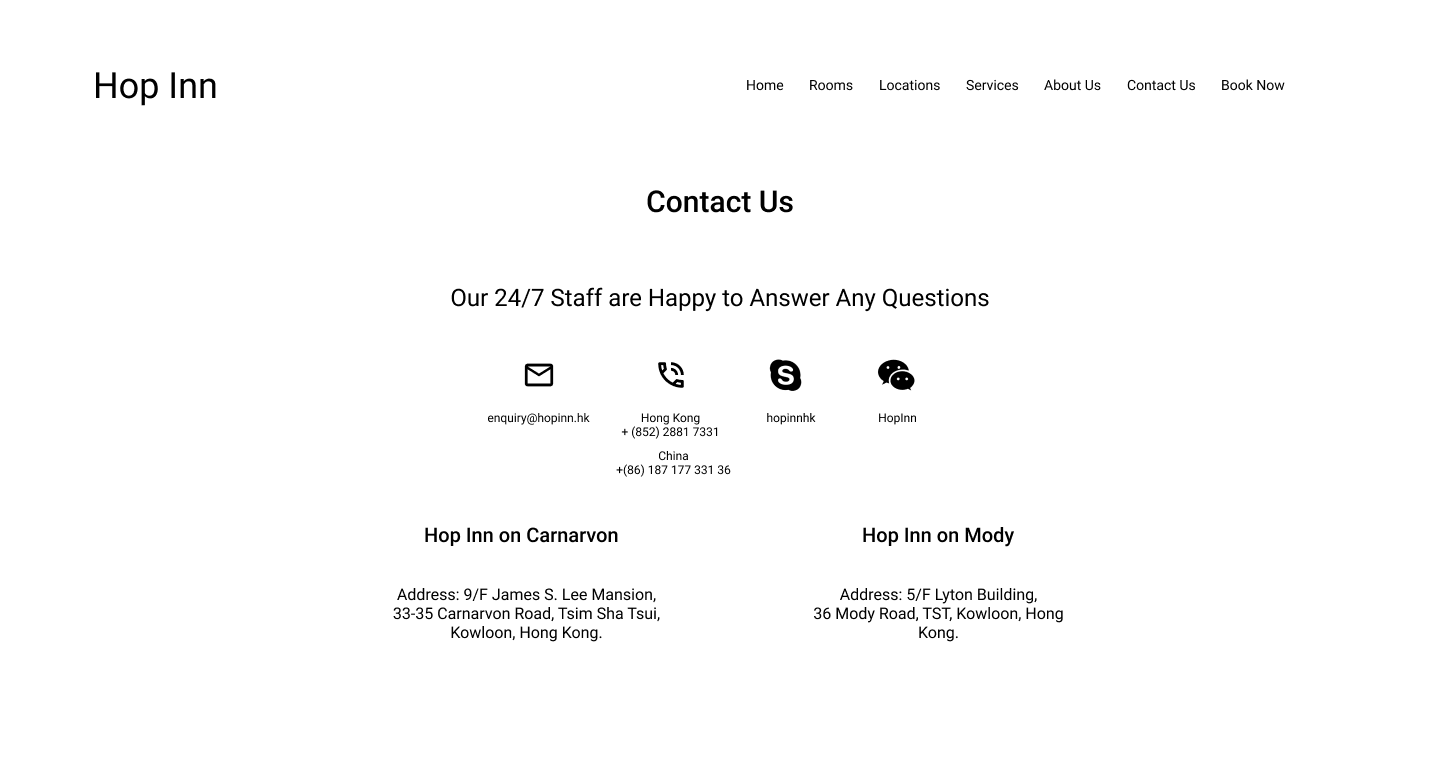 Hop Inn
Home
Rooms
Locations
Services
About Us
Contact Us
Book Now
Contact Us
Our 24/7 Staff are Happy to Answer Any Questions
enquiry@hopinn.hk
Hong Kong
+ (852) 2881 7331
China
+(86) 187 177 331 36
hopinnhk
HopInn
Hop Inn on Carnarvon
Address: 9/F James S. Lee Mansion,
33-35 Carnarvon Road, Tsim Sha Tsui,
Kowloon, Hong Kong.
Hop Inn on Mody
Address: 5/F Lyton Building,
36 Mody Road, TST, Kowloon, Hong
Kong.